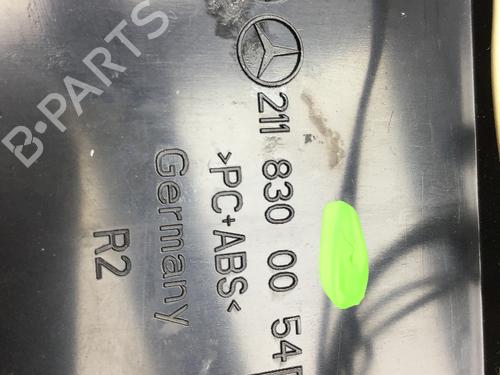 B-PARTS
211 830 00 54
>PC+ABS<
Germany
R2